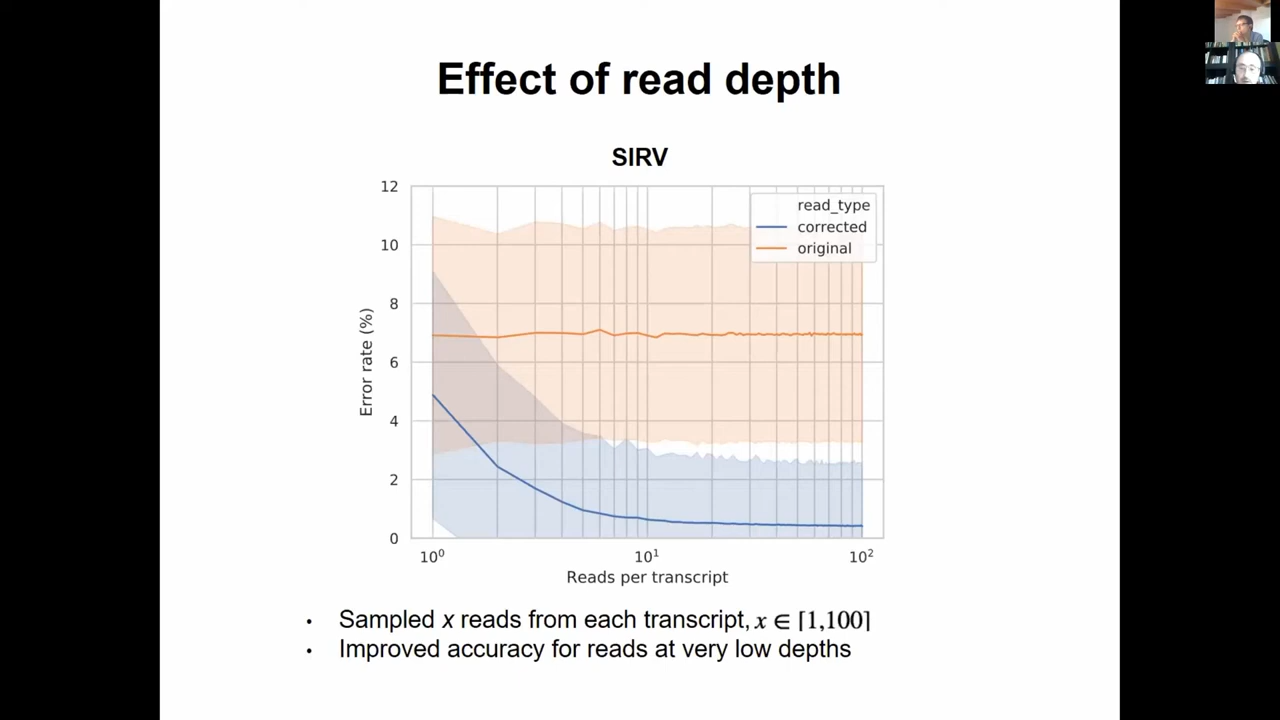 Effect of read depth
SIRV
12
10
8
6
4
2
0
Error rate (%)
read_type
corrected
original
10⁰
10¹
10²
Reads per transcript
• Sampled x reads from each transcript, x ∈ [1,100]
• Improved accuracy for reads at very low depths